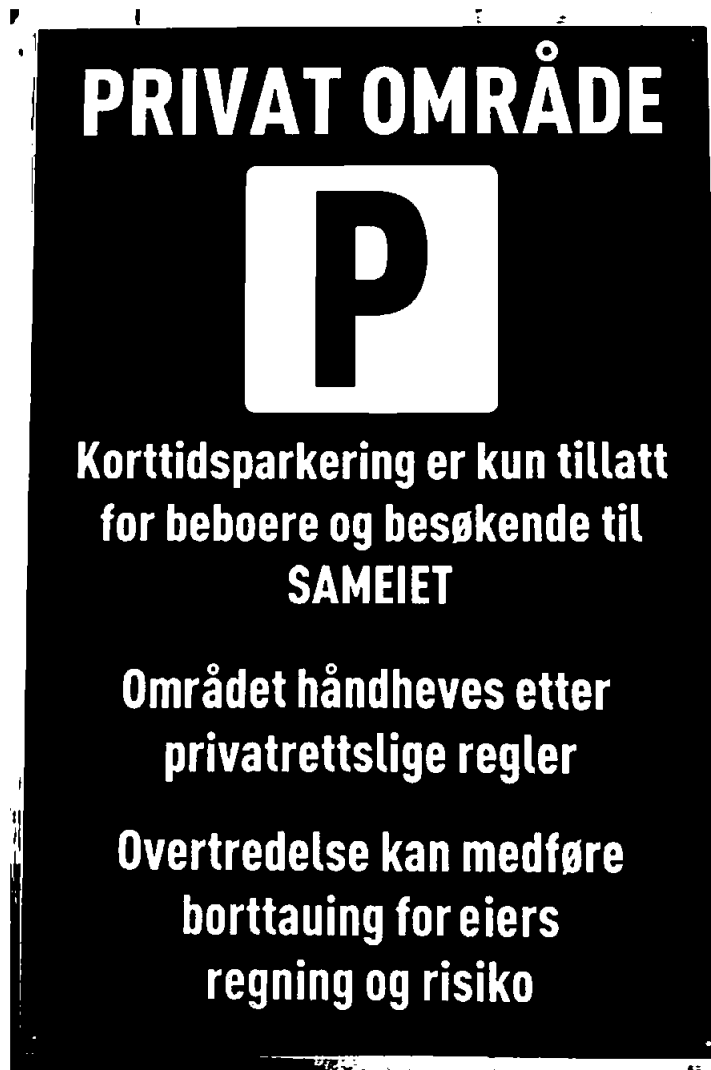 PRIVAT OMRÅDE
P
Korttidsparkering er kun tillatt
for beboere og besøkende til
SAMEIET
Området håndheves etter
privatrettslige regler
Overtredelse kan medføre
borttauing for eiers
regning og risiko